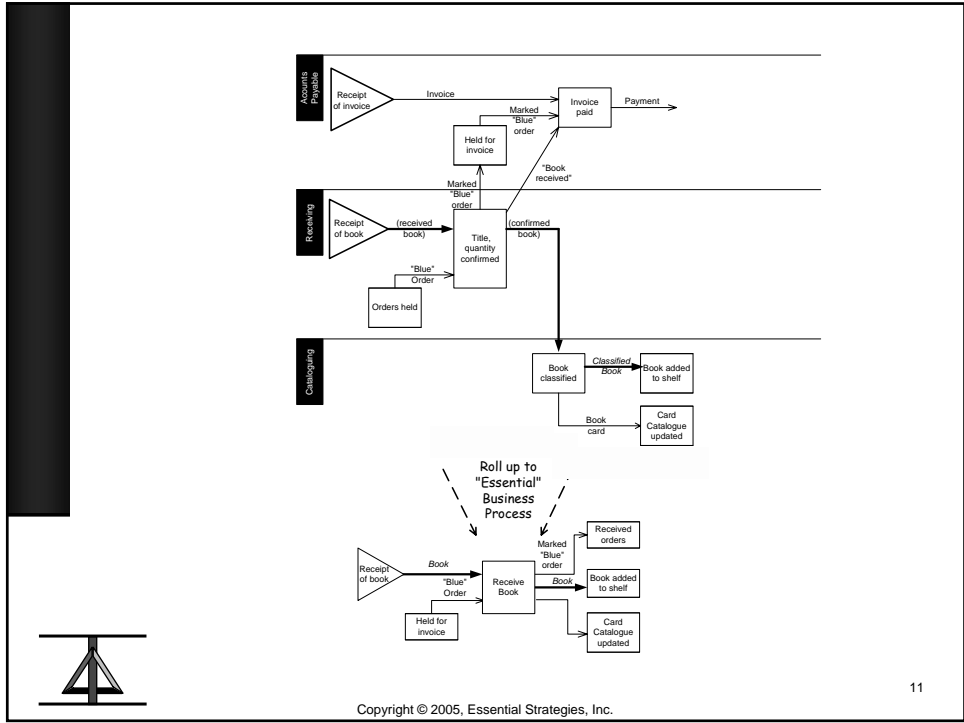 Acounts
Payable
Receipt
of invoice
Invoice
Invoice
paid
Payment
Marked
"Blue"
order
Held for
invoice
"Book
received"
Marked
"Blue"
order
Receiving
Receipt
of book
(received
book)
Title,
quantity
confirmed
(confirmed
book)
"Blue"
Order
Orders held
Cataloguing
Book
classified
Classified
Book
Book added
to shelf
Book
card
Card
Catalogue
updated
Roll up to
"Essential"
Business
Process
Receipt
of book
Book
"Blue"
Order
Held for
invoice
Receive
Book
Marked
"Blue"
order
Received
orders
Book
Book added
to shelf
Card
Catalogue
updated
11
Copyright © 2005, Essential Strategies, Inc.